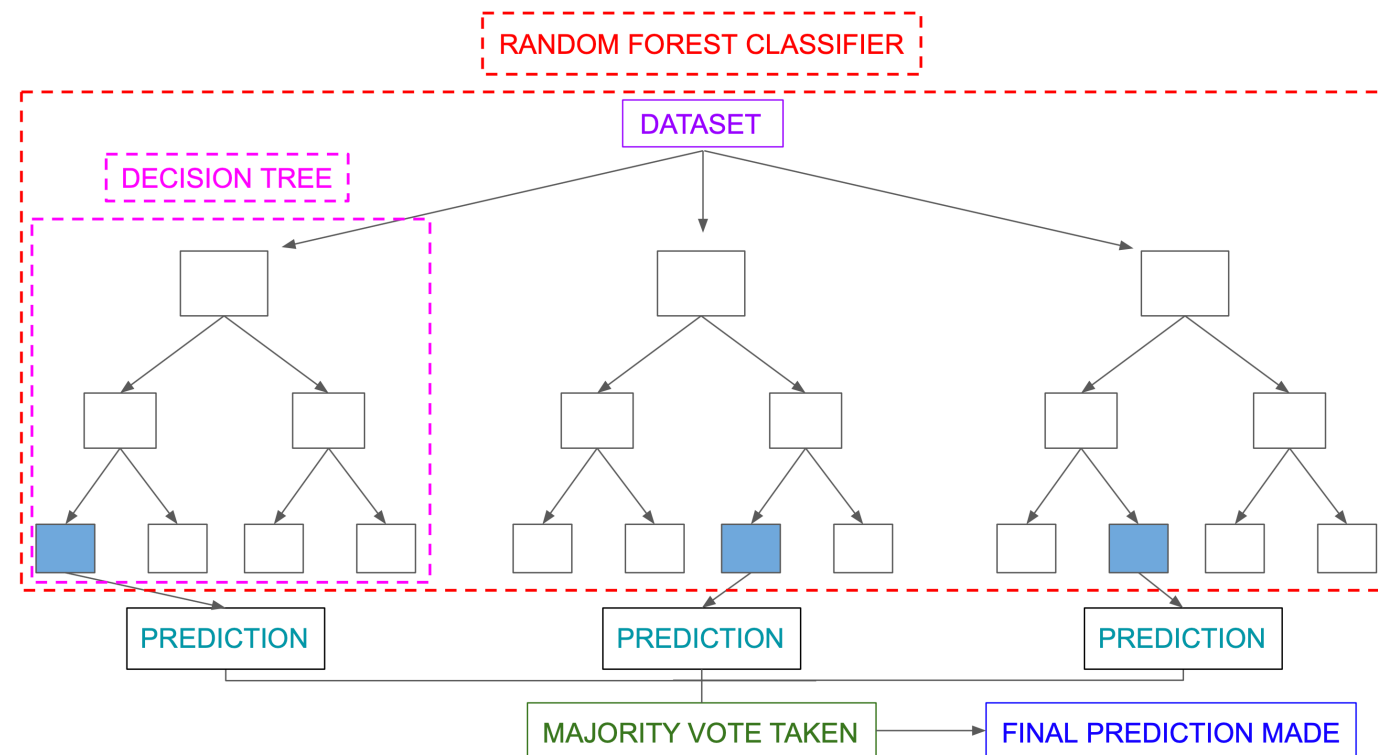 RANDOM FOREST CLASSIFIER
DATASET
DECISION TREE
PREDICTION
PREDICTION
PREDICTION
MAJORITY VOTE TAKEN
FINAL PREDICTION MADE